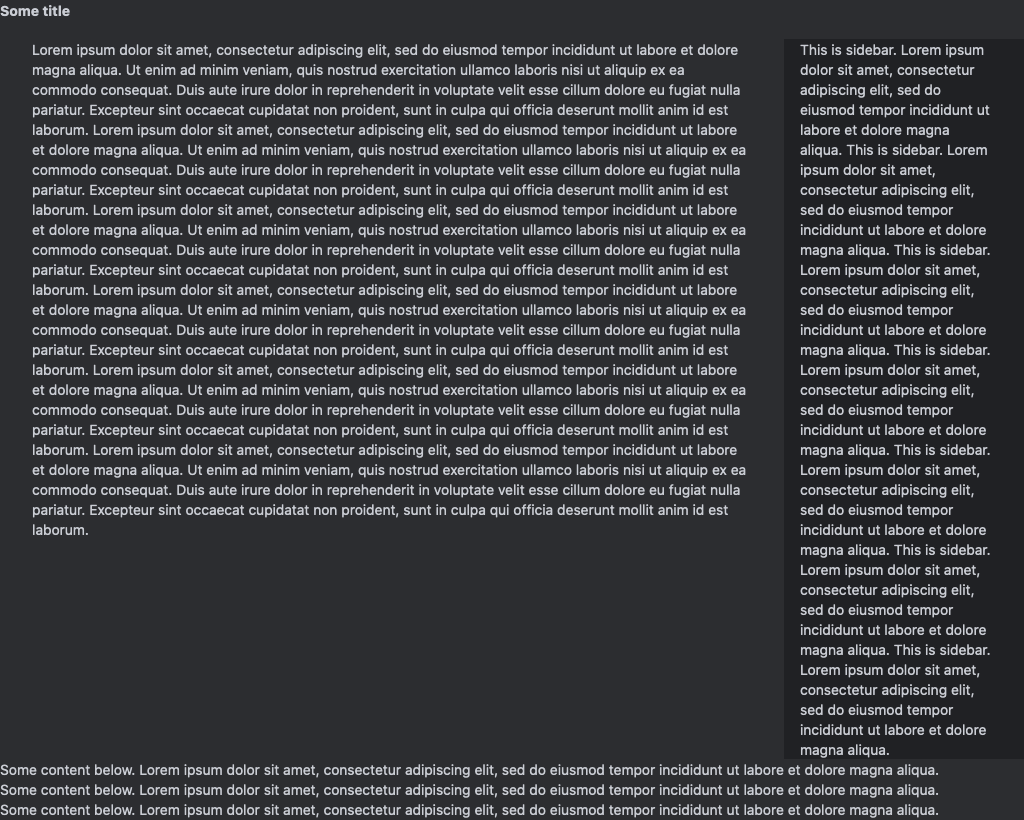 Some title
Lorem ipsum dolor sit amet, consectetur adipiscing elit, sed do eiusmod tempor incididunt ut labore et dolore
magna aliqua. Ut enim ad minim veniam, quis nostrud exercitation ullamco laboris nisi ut aliquip ex ea
commodo consequat. Duis aute irure dolor in reprehenderit in voluptate velit esse cillum dolore eu fugiat nulla
pariatur. Excepteur sint occaecat cupidatat non proident, sunt in culpa qui officia deserunt mollit anim id est
laborum. Lorem ipsum dolor sit amet, consectetur adipiscing elit, sed do eiusmod tempor incididunt ut labore
et dolore magna aliqua. Ut enim ad minim veniam, quis nostrud exercitation ullamco laboris nisi ut aliquip ex ea
commodo consequat. Duis aute irure dolor in reprehenderit in voluptate velit esse cillum dolore eu fugiat nulla
pariatur. Excepteur sint occaecat cupidatat non proident, sunt in culpa qui officia deserunt mollit anim id est
laborum. Lorem ipsum dolor sit amet, consectetur adipiscing elit, sed do eiusmod tempor incididunt ut labore
et dolore magna aliqua. Ut enim ad minim veniam, quis nostrud exercitation ullamco laboris nisi ut aliquip ex ea
commodo consequat. Duis aute irure dolor in reprehenderit in voluptate velit esse cillum dolore eu fugiat nulla
pariatur. Excepteur sint occaecat cupidatat non proident, sunt in culpa qui officia deserunt mollit anim id est
laborum. Lorem ipsum dolor sit amet, consectetur adipiscing elit, sed do eiusmod tempor incididunt ut labore
et dolore magna aliqua. Ut enim ad minim veniam, quis nostrud exercitation ullamco laboris nisi ut aliquip ex ea
commodo consequat. Duis aute irure dolor in reprehenderit in voluptate velit esse cillum dolore eu fugiat nulla
pariatur. Excepteur sint occaecat cupidatat non proident, sunt in culpa qui officia deserunt mollit anim id est
laborum. Lorem ipsum dolor sit amet, consectetur adipiscing elit, sed do eiusmod tempor incididunt ut labore
et dolore magna aliqua. Ut enim ad minim veniam, quis nostrud exercitation ullamco laboris nisi ut aliquip ex ea
commodo consequat. Duis aute irure dolor in reprehenderit in voluptate velit esse cillum dolore eu fugiat nulla
pariatur. Excepteur sint occaecat cupidatat non proident, sunt in culpa qui officia deserunt mollit anim id est
laborum. Lorem ipsum dolor sit amet, consectetur adipiscing elit, sed do eiusmod tempor incididunt ut labore
et dolore magna aliqua. Ut enim ad minim veniam, quis nostrud exercitation ullamco laboris nisi ut aliquip ex ea
commodo consequat. Duis aute irure dolor in reprehenderit in voluptate velit esse cillum dolore eu fugiat nulla
pariatur. Excepteur sint occaecat cupidatat non proident, sunt in culpa qui officia deserunt mollit anim id est
laborum.
This is sidebar. Lorem ipsum
dolor sit amet, consectetur
adipiscing elit, sed do
eiusmod tempor incididunt ut
labore et dolore magna
aliqua. This is sidebar. Lorem
ipsum dolor sit amet,
consectetur adipiscing elit,
sed do eiusmod tempor
incididunt ut labore et dolore
magna aliqua. This is sidebar.
Lorem ipsum dolor sit amet,
consectetur adipiscing elit,
sed do eiusmod tempor
incididunt ut labore et dolore
magna aliqua. This is sidebar.
Lorem ipsum dolor sit amet,
consectetur adipiscing elit,
sed do eiusmod tempor
incididunt ut labore et dolore
magna aliqua. This is sidebar.
Lorem ipsum dolor sit amet,
consectetur adipiscing elit,
sed do eiusmod tempor
incididunt ut labore et dolore
magna aliqua. This is sidebar.
Lorem ipsum dolor sit amet,
consectetur adipiscing elit,
sed do eiusmod tempor
incididunt ut labore et dolore
magna aliqua. This is sidebar.
Lorem ipsum dolor sit amet,
consectetur adipiscing elit,
sed do eiusmod tempor
incididunt ut labore et dolore
magna aliqua.
Some content below. Lorem ipsum dolor sit amet, consectetur adipiscing elit, sed do eiusmod tempor incididunt ut labore et dolore magna aliqua.
Some content below. Lorem ipsum dolor sit amet, consectetur adipiscing elit, sed do eiusmod tempor incididunt ut labore et dolore magna aliqua.
Some content below. Lorem ipsum dolor sit amet, consectetur adipiscing elit, sed do eiusmod tempor incididunt ut labore et dolore magna aliqua.